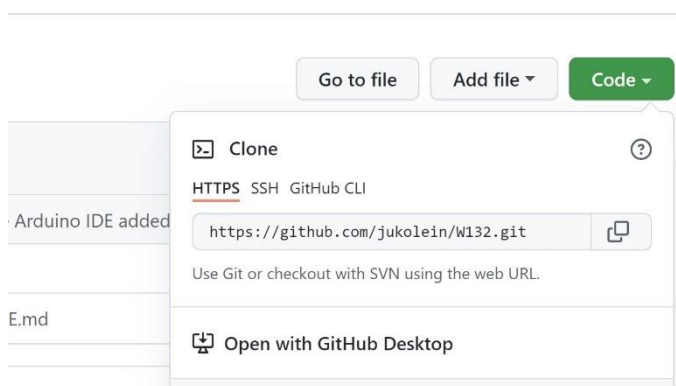 Go to file Add file Code
Clone
HTTPS SSH GitHub CLI
Arduino IDE added
https://github.com/jukolein/W132.git
Use Git or checkout with SVN using the web URL.
E.md
Open with GitHub Desktop